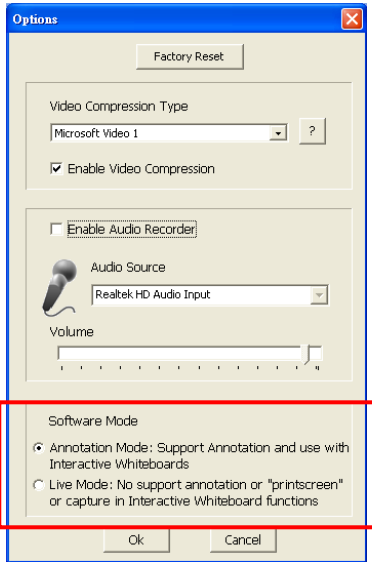 Options
Factory Reset
Video Compression Type
Microsoft Video 1
?
Enable Video Compression
Enable Audio Recorder
Audio Source
Realtek HD Audio Input
Volume
Software Mode
Annotation Mode: Support Annotation and use with
Interactive Whiteboards
Live Mode: No support annotation or "printscreen"
or capture in Interactive Whiteboard functions
Ok
Cancel